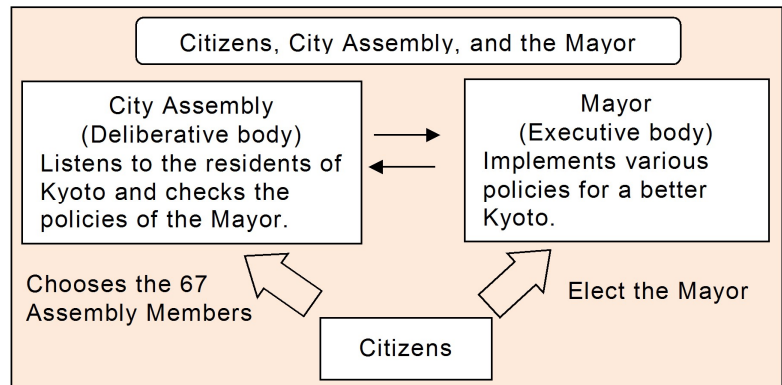 Citizens, City Assembly, and the Mayor
City Assembly
(Deliberative body)
Listens to the residents of
Kyoto and checks the
policies of the Mayor.
Mayor
(Executive body)
Implements various
policies for a better
Kyoto.
Chooses the 67
Assembly Members
Elect the Mayor
Citizens